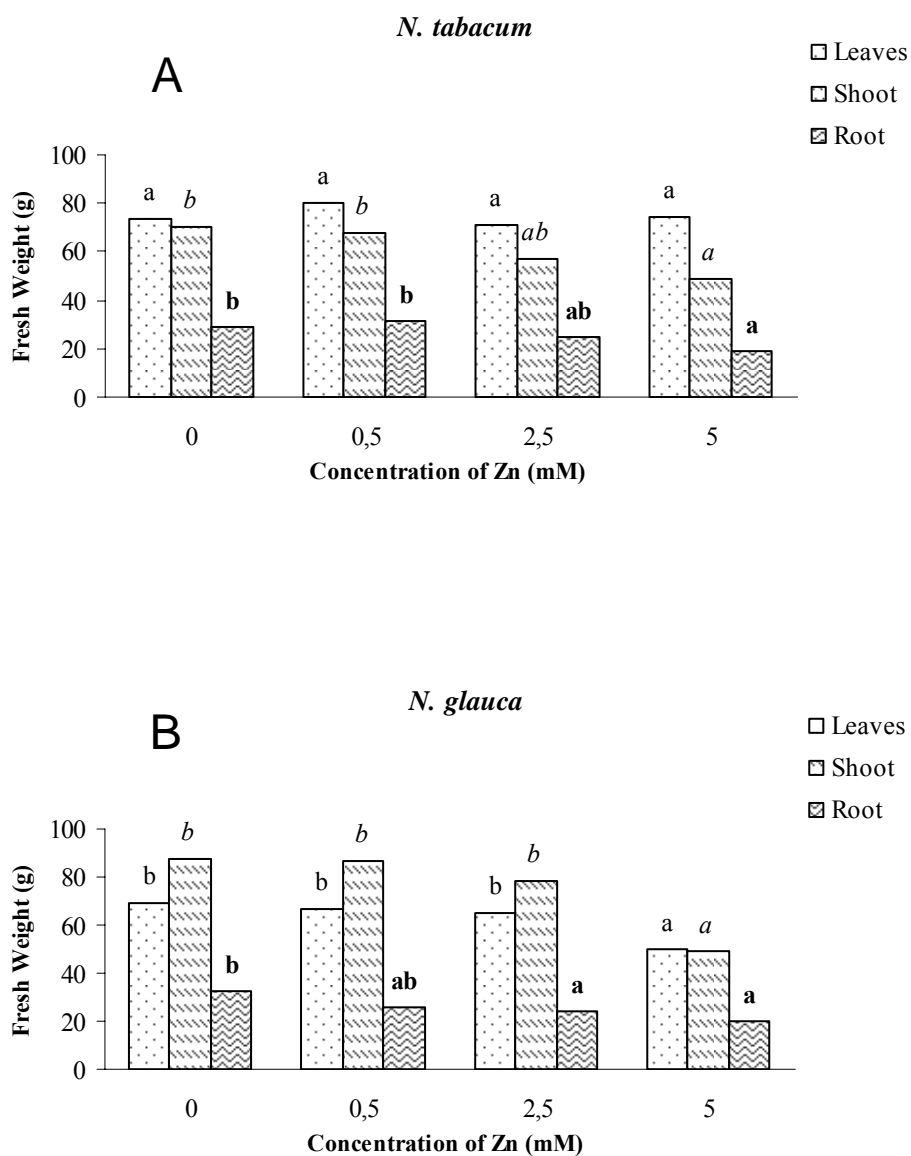 N. tabacum
A
Leaves
Shoot
Root
100
80
60
40
20
0
Fresh Weight (g)
a b b
a b b
a ab ab
a a a
0 0,5 2,5 5
Concentration of Zn (mM)
N. glauca
B
Leaves
Shoot
Root
100
80
60
40
20
0
Fresh Weight (g)
b b b
b b ab
b b a
a a a
0 0,5 2,5 5
Concentration of Zn (mM)